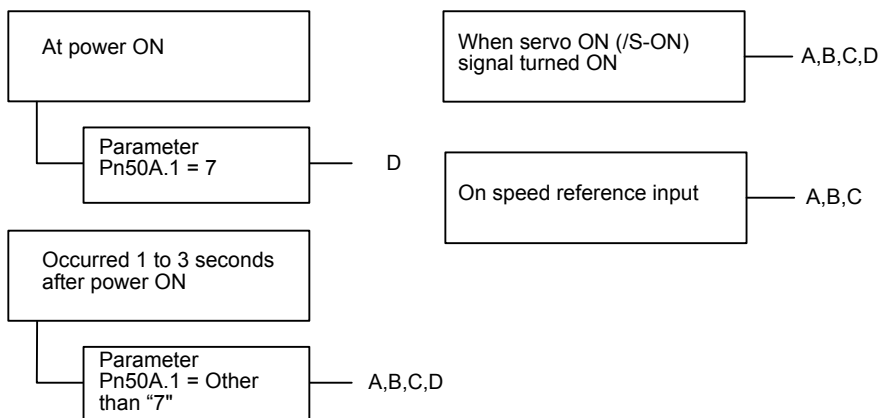 At power ON
Parameter
Pn50A.1 = 7
D
Occurred 1 to 3 seconds
after power ON
Parameter
Pn50A.1 = Other
than “7"
A,B,C,D
When servo ON (/S-ON)
signal turned ON
A,B,C,D
On speed reference input
A,B,C